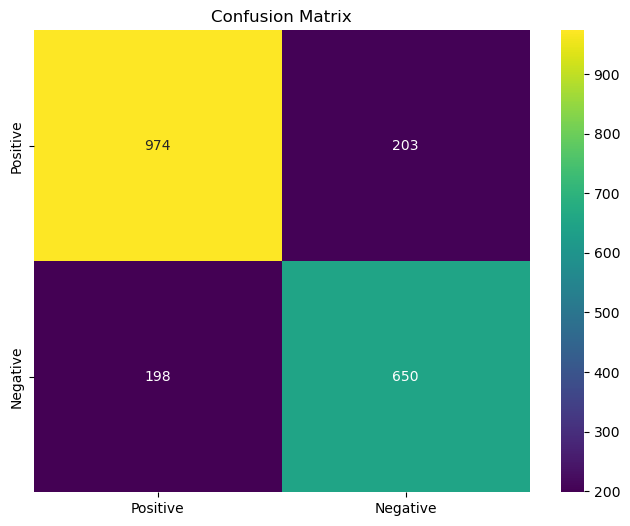 Confusion Matrix
Positive
974
203
Negative
198
650
Positive
Negative
900
800
700
600
500
400
300
200